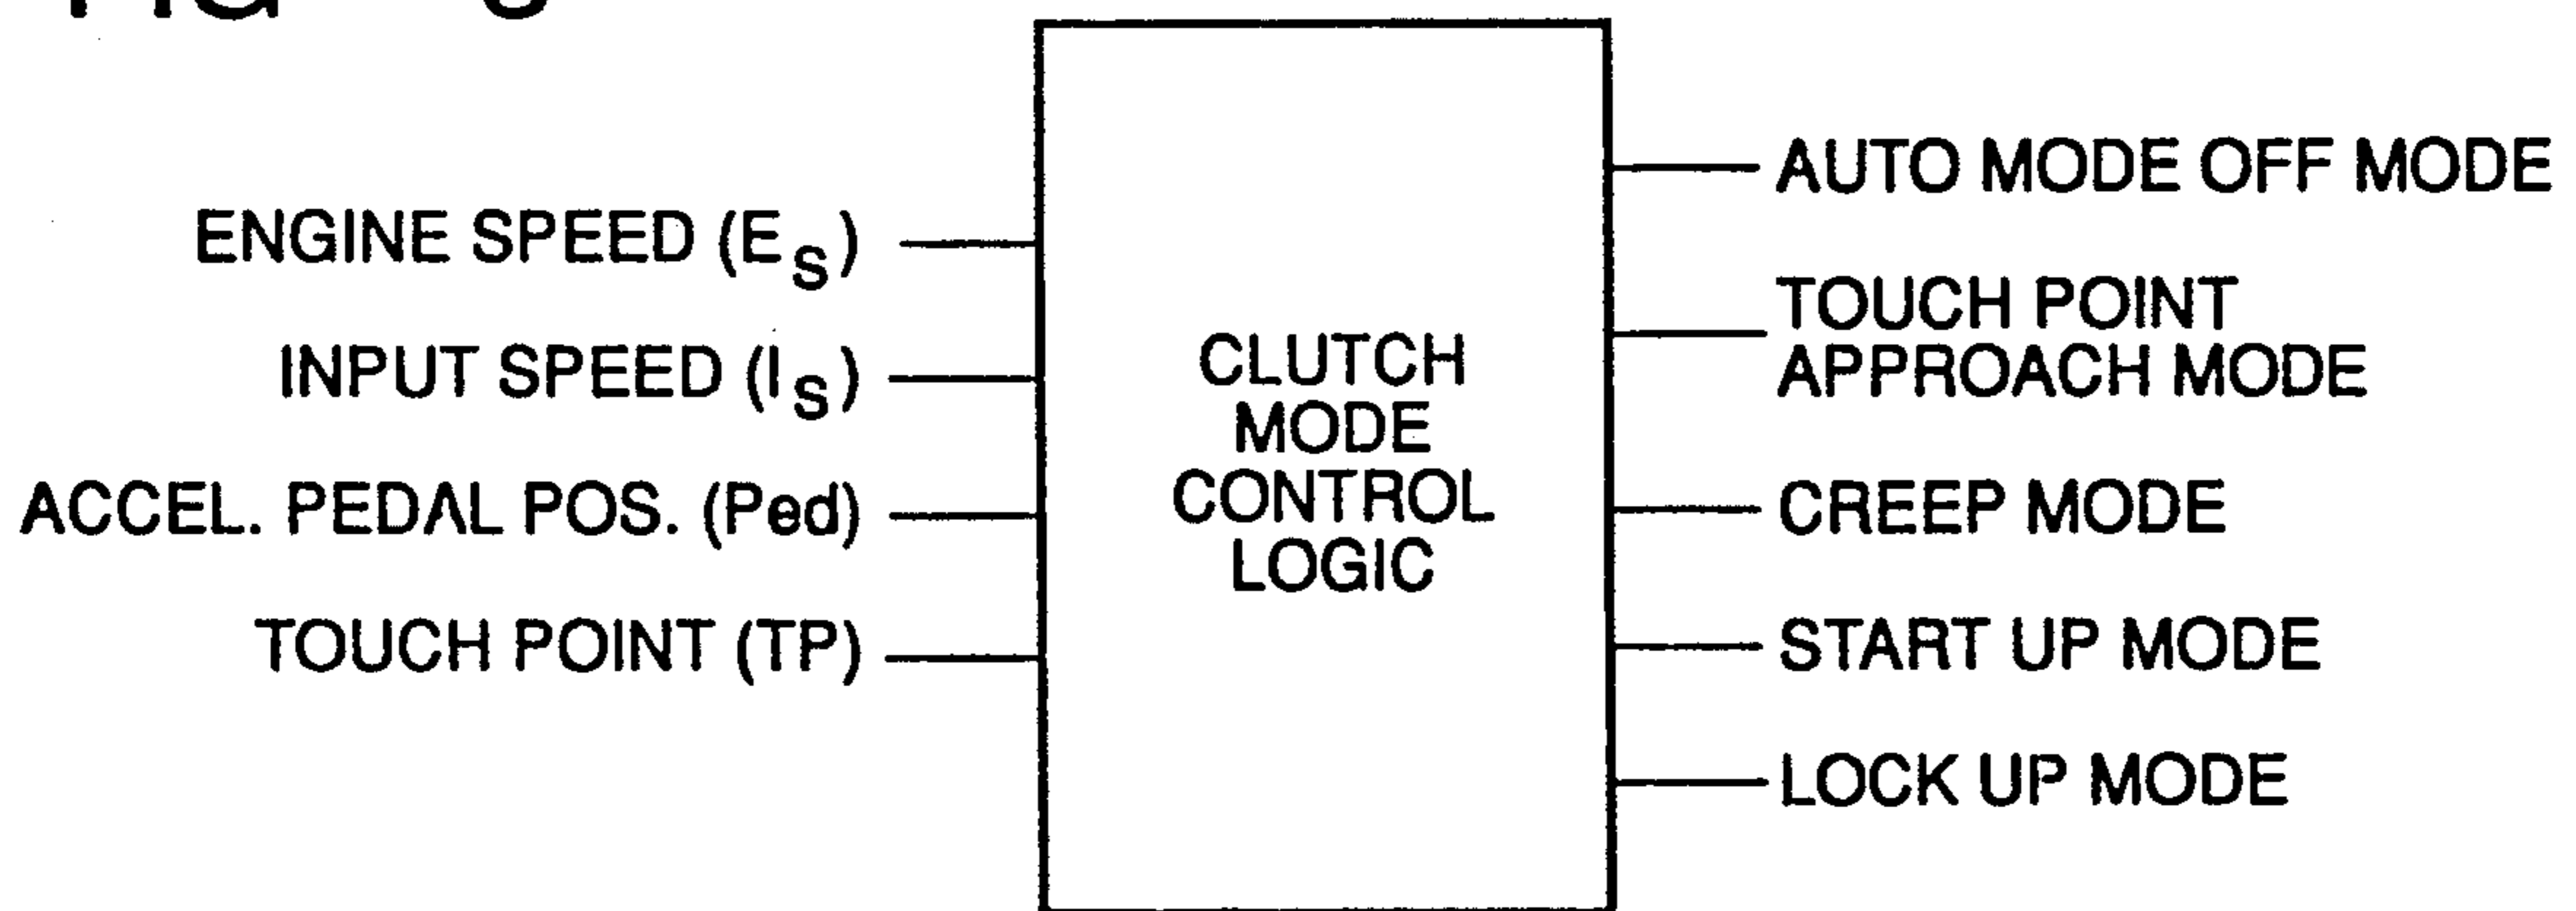 ENGINE SPEED (ES)
INPUT SPEED (IS)
ACCEL. PEDAL POS. (Ped)
TOUCH POINT (TP)
CLUTCH
MODE
CONTROL
LOGIC
AUTO MODE OFF MODE
TOUCH POINT
APPROACH MODE
CREEP MODE
START UP MODE
LOCK UP MODE